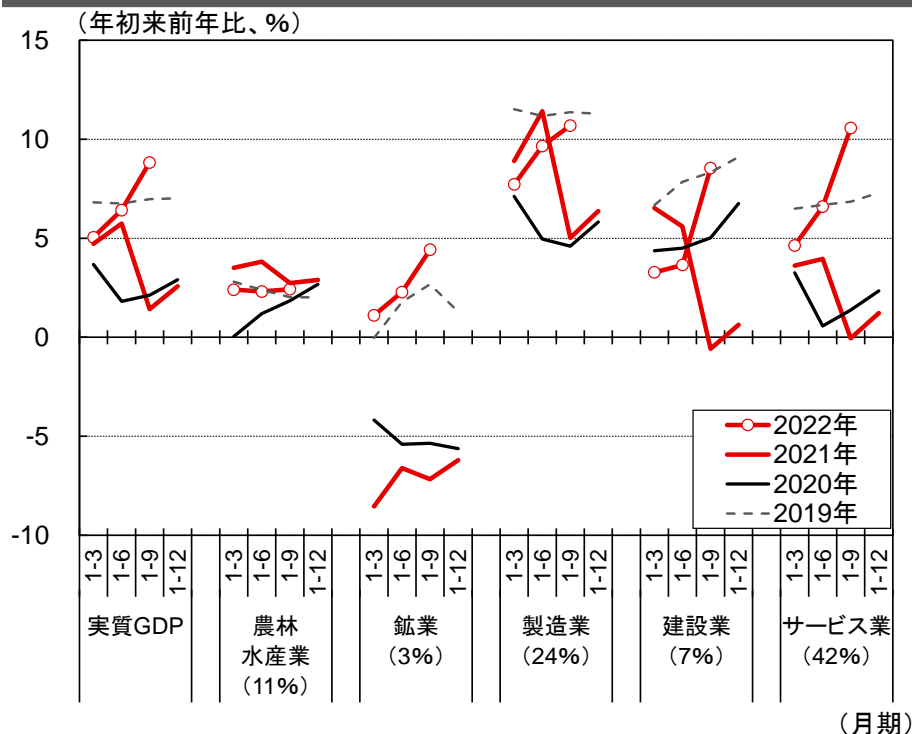 （年初来前年比、%）
15
10
5
0
-5
-10
2022年
2021年
2020年
2019年
1-3 1-6 1-9 1-12 1-3 1-6 1-9 1-12 1-3 1-6 1-9 1-12 1-3 1-6 1-9 1-12 1-3 1-6 1-9 1-12 1-3 1-6 1-9 1-12
実質GDP
農林
水産業
（11%）
鉱業
（3%）
製造業
（24%）
建設業
（7%）
サービス業
（42%）
（月期）